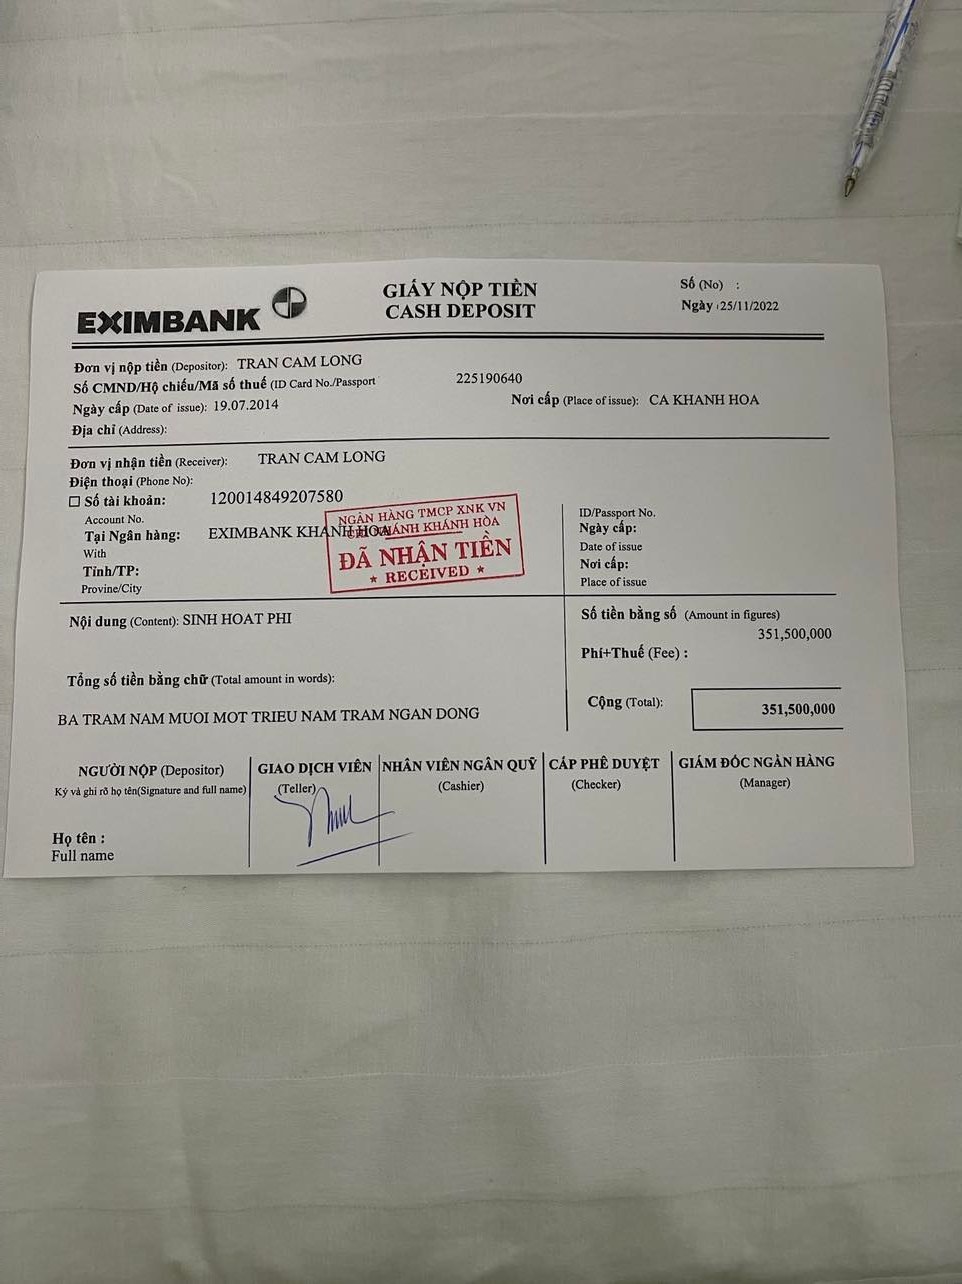 EXIMBANK
GIẤY NỘP TIỀN
CASH DEPOSIT
Số (No) :
Ngày :25/11/2022
Đơn vị nộp tiền (Depositor): TRAN CAM LONG
Số CMND/Hộ chiếu/Mã số thuế (ID Card No./Passport 225190640
Ngày cấp (Date of issue): 19.07.2014 Nơi cấp (Place of issue): CA KHANH HOA
Địa chỉ (Address):
Đơn vị nhận tiền (Receiver): TRAN CAM LONG
Điện thoại (Phone No):
☐ Số tài khoản: 120014849207580
Account No.
Tại Ngân hàng: EXIMBANK KHÁNH HOA
With
Tỉnh/TP:
Provine/City
NGÂN HÀNG TMCP XNK VN
CHI NHÁNH KHÁNH HÒA
ĐÃ NHẬN TIỀN
* RECEIVED *
ID/Passport No.
Ngày cấp:
Date of issue
Nơi cấp:
Place of issue
Nội dung (Content): SINH HOAT PHI
Số tiền bằng số (Amount in figures)
351,500,000
Phí+Thuế (Fee) :
Tổng số tiền bằng chữ (Total amount in words):
Cộng (Total): 351,500,000
BA TRAM NAM MUOI MOT TRIEU NAM TRAM NGAN DONG
NGƯỜI NỘP (Depositor)
Ký và ghi rõ họ tên(Signature and full name)
Họ tên :
Full name
GIAO DỊCH VIÊN
(Teller)
NHÂN VIÊN NGÂN QUỸ
(Cashier)
CẤP PHÊ DUYỆT
(Checker)
GIÁM ĐỐC NGÂN HÀNG
(Manager)